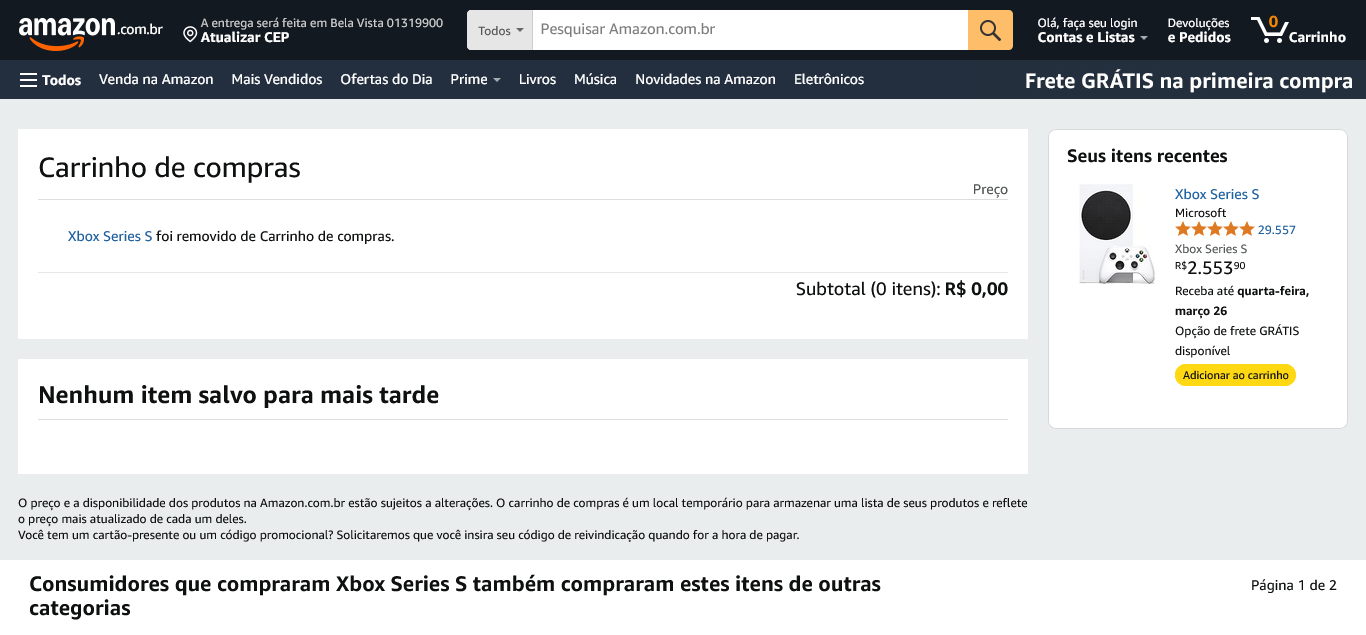 amazon.com.br
A entrega será feita em Bela Vista 01319900
Atualizar CEP
Todos
Pesquisar Amazon.com.br
Olá, faça seu login
Contas e Listas
Devoluções
e Pedidos
0
Carrinho
Todos
Venda na Amazon
Mais Vendidos
Ofertas do Dia
Prime
Livros
Música
Novidades na Amazon
Eletrônicos
Frete GRÁTIS na primeira compra
Carrinho de compras
Preço
Xbox Series S foi removido de Carrinho de compras.
Subtotal (0 itens): R$ 0,00
Nenhum item salvo para mais tarde
O preço e a disponibilidade dos produtos na Amazon.com.br estão sujeitos a alterações. O carrinho de compras é um local temporário para armazenar uma lista de seus produtos e reflete
o preço mais atualizado de cada um deles.
Você tem um cartão-presente ou um código promocional? Solicitaremos que você insira seu código de reivindicação quando for a hora de pagar.
Seus itens recentes
Xbox Series S
Microsoft
29.557
Xbox Series S
R$2.55390
Receba até quarta-feira,
março 26
Opção de frete GRÁTIS
disponível
Adicionar ao carrinho
Consumidores que compraram Xbox Series S também compraram estes itens de outras
categorias
Página 1 de 2